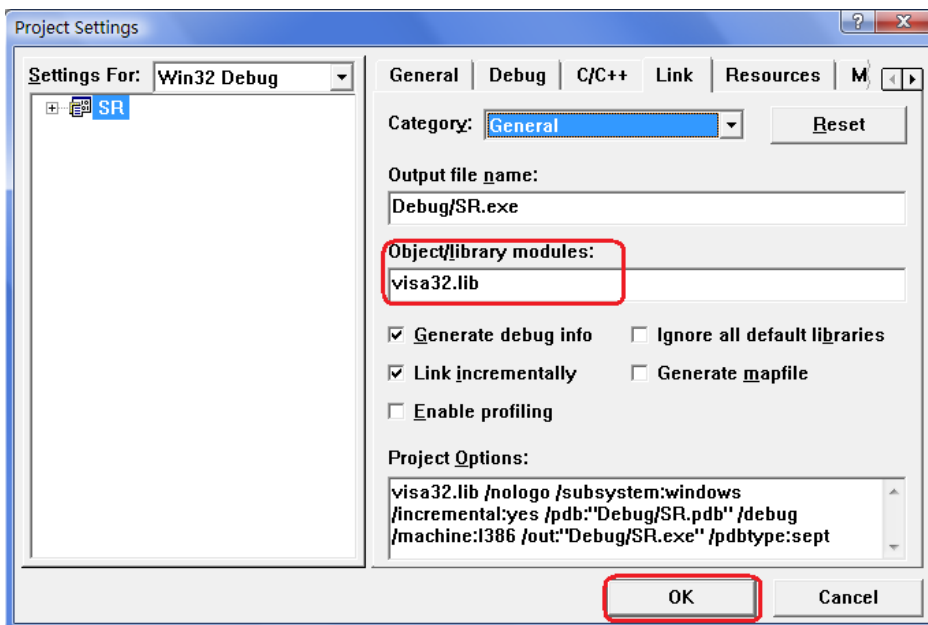 Project Settings
Settings For: Win32 Debug
SR
General Debug C/C++ Link Resources M
Category: General Reset
Output file name:
Debug/SR.exe
Object/library modules:
visa32.lib
Generate debug info Ignore all default libraries
Link incrementally Generate mapfile
Enable profiling
Project Options:
visa32.lib /nologo /subsystem:windows
/incremental:yes /pdb:"Debug/SR.pdb" /debug
/machine:I386 /out:"Debug/SR.exe" /pdbtype:sept
OK Cancel